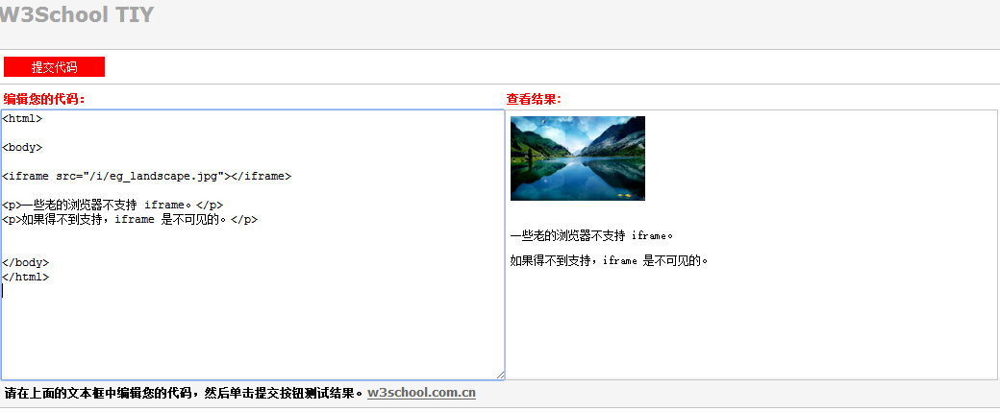 W3School TIY
提交代码
编辑您的代码：
查看结果：
<html>
<body>
<iframe src="/i/eg_landscape.jpg"></iframe>
<p>一些老的浏览器不支持 iframe。</p>
<p>如果得不到支持，iframe 是不可见的。</p>
</body>
</html>
一些老的浏览器不支持 iframe。
如果得不到支持，iframe 是不可见的。
请在上面的文本框中编辑您的代码，然后单击提交按钮测试结果。w3school.com.cn